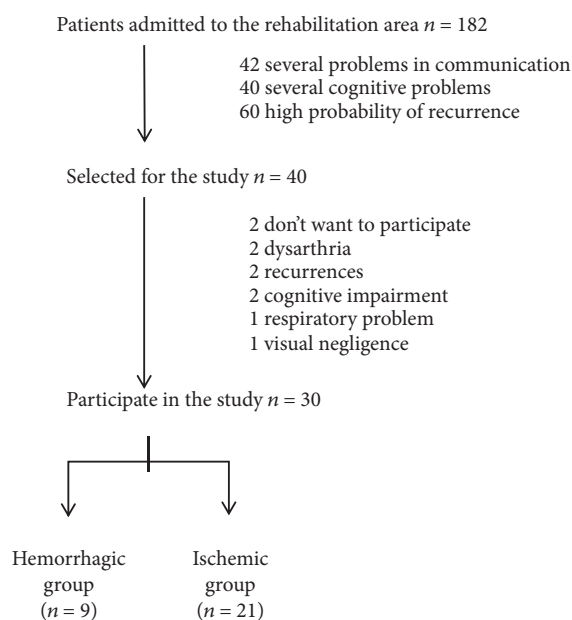 Patients admitted to the rehabilitation area n = 182
42 several problems in communication
40 several cognitive problems
60 high probability of recurrence
Selected for the study n = 40
2 don't want to participate
2 dysarthria
2 recurrences
2 cognitive impairment
1 respiratory problem
1 visual negligence
Participate in the study n = 30
Hemorrhagic
group
(n = 9)
Ischemic
group
(n = 21)